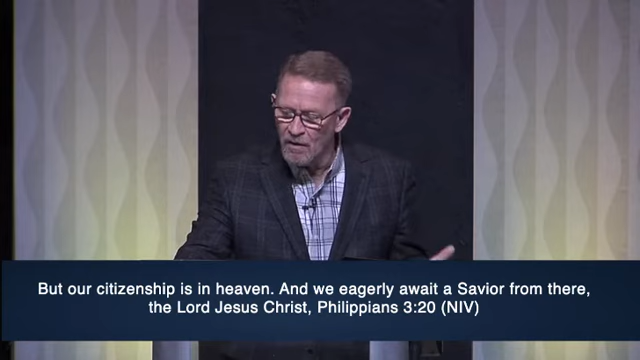 But our citizenship is in heaven. And we eagerly await a Savior from there,
the Lord Jesus Christ, Philippians 3:20 (NIV)